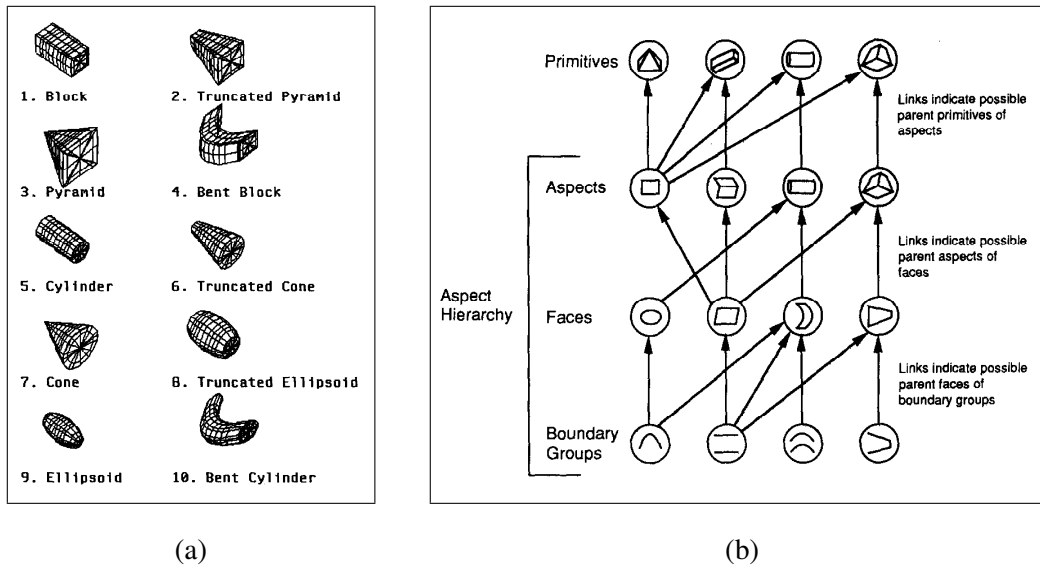 1. Block
2. Truncated Pyramid
3. Pyramid
4. Bent Block
5. Cylinder
6. Truncated Cone
7. Cone
8. Truncated Ellipsoid
9. Ellipsoid
10. Bent Cylinder
(a)
Primitives
Links indicate possible
parent primitives of
aspects
Aspects
Links indicate possible
parent aspects of
faces
Aspect
Hierarchy
Faces
Links indicate possible
parent faces of
boundary groups
Boundary
Groups
(b)